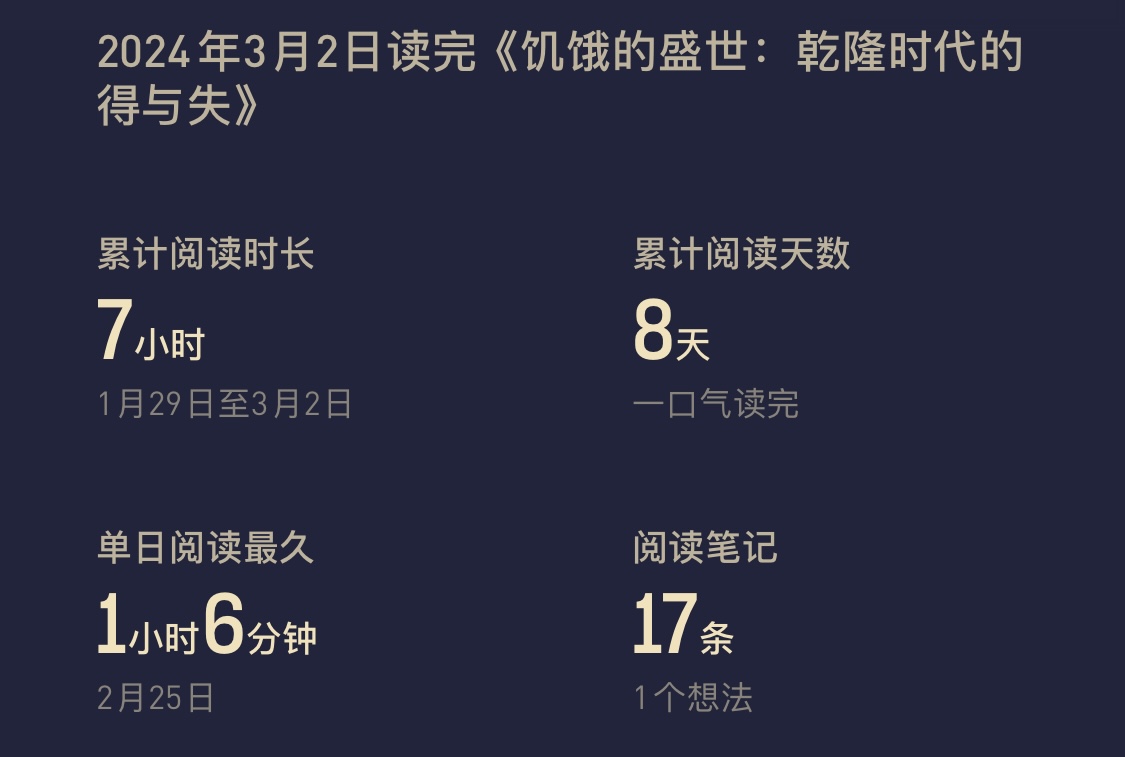 2024年3月2日读完《饥饿的盛世：乾隆时代的
得与失》
累计阅读时长
7小时
1月29日至3月2日
累计阅读天数
8天
一口气读完
单日阅读最久
1小时6分钟
2月25日
阅读笔记
17条
1个想法